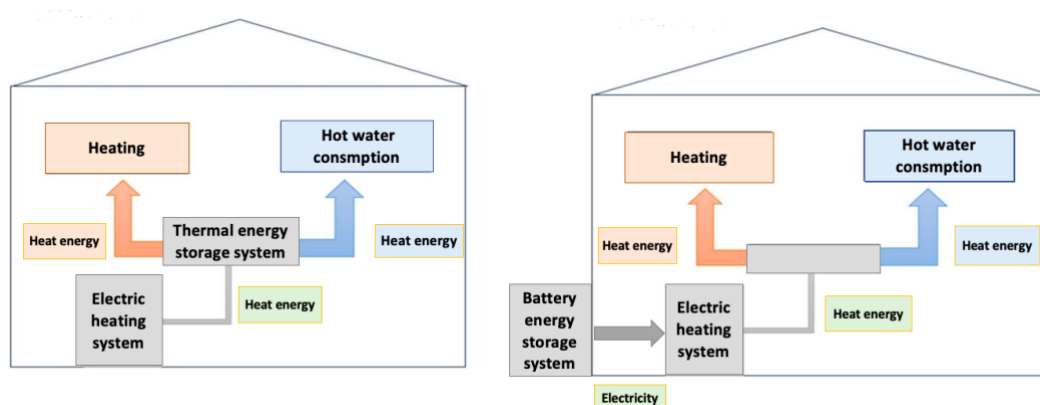 Heating
Hot water
consmption
Heat energy
Thermal energy
storage system
Heat energy
Electric
heating
system
Heat energy
Heating
Hot water
consmption
Heat energy
Heat energy
Battery
energy
storage
system
Electric
heating
system
Heat energy
Electricity